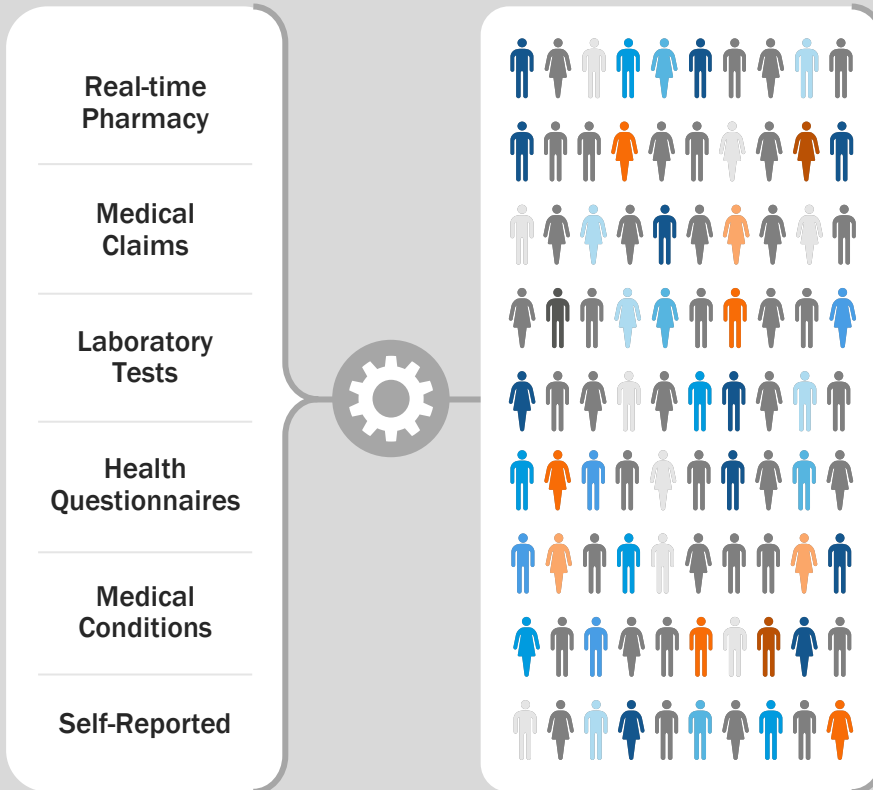 Real-time
Pharmacy
Medical
Claims
Laboratory
Tests
Health
Questionnaires
Medical
Conditions
Self-Reported